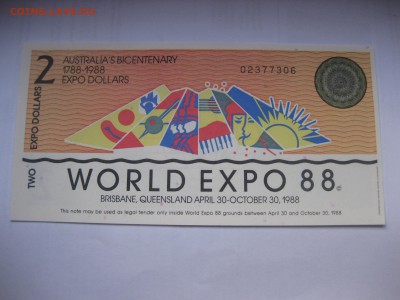 COINSS.RU
2
EXPO DOLLARS
TWO
AUSTRALIA'S BICENTENARY
1788-1988
EXPO DOLLARS
02377306
WORLD EXPO 88
BRISBANE, QUEENSLAND APRIL 30-OCTOBER 30, 1988
This note may be used as legal tender only inside World Expo 88 grounds between April 30 and October 30, 1988